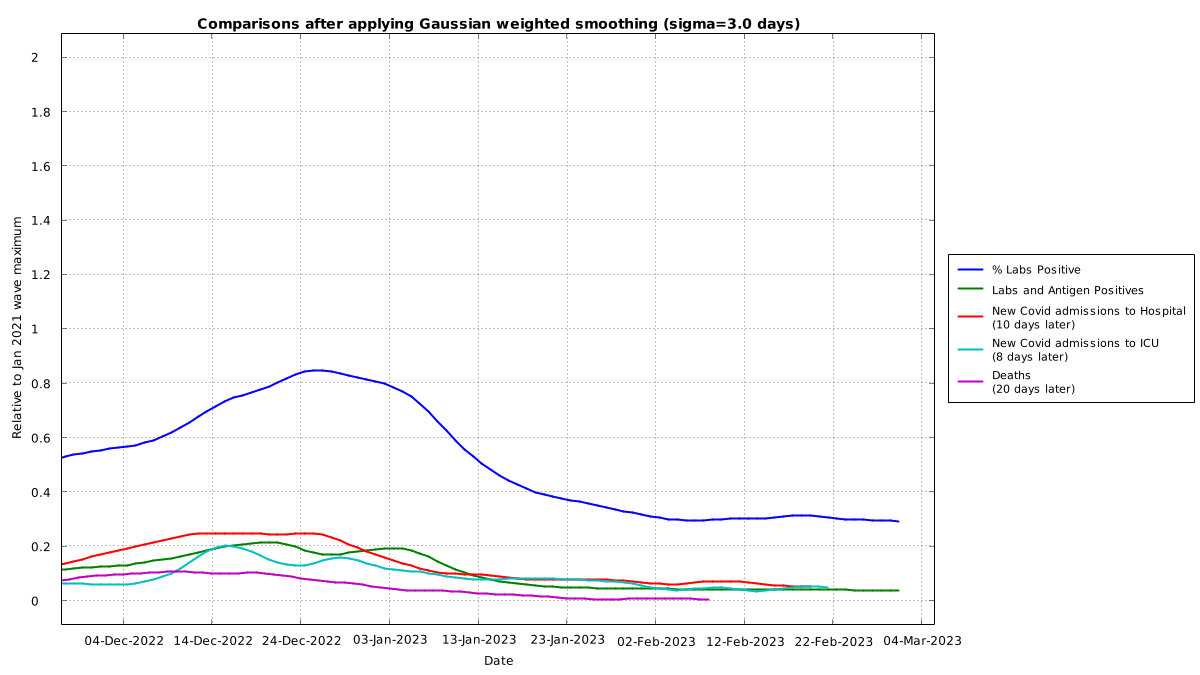 Comparisons after applying Gaussian weighted smoothing (sigma=3.0 days)
Relative to Jan 2021 wave maximum
2
1.8
1.6
1.4
1.2
1
0.8
0.6
0.4
0.2
0
04-Dec-2022
14-Dec-2022
24-Dec-2022
03-Jan-2023
13-Jan-2023
23-Jan-2023
02-Feb-2023
12-Feb-2023
22-Feb-2023
04-Mar-2023
Date
% Labs Positive
Labs and Antigen Positives
New Covid admissions to Hospital
(10 days later)
New Covid admissions to ICU
(8 days later)
Deaths
(20 days later)